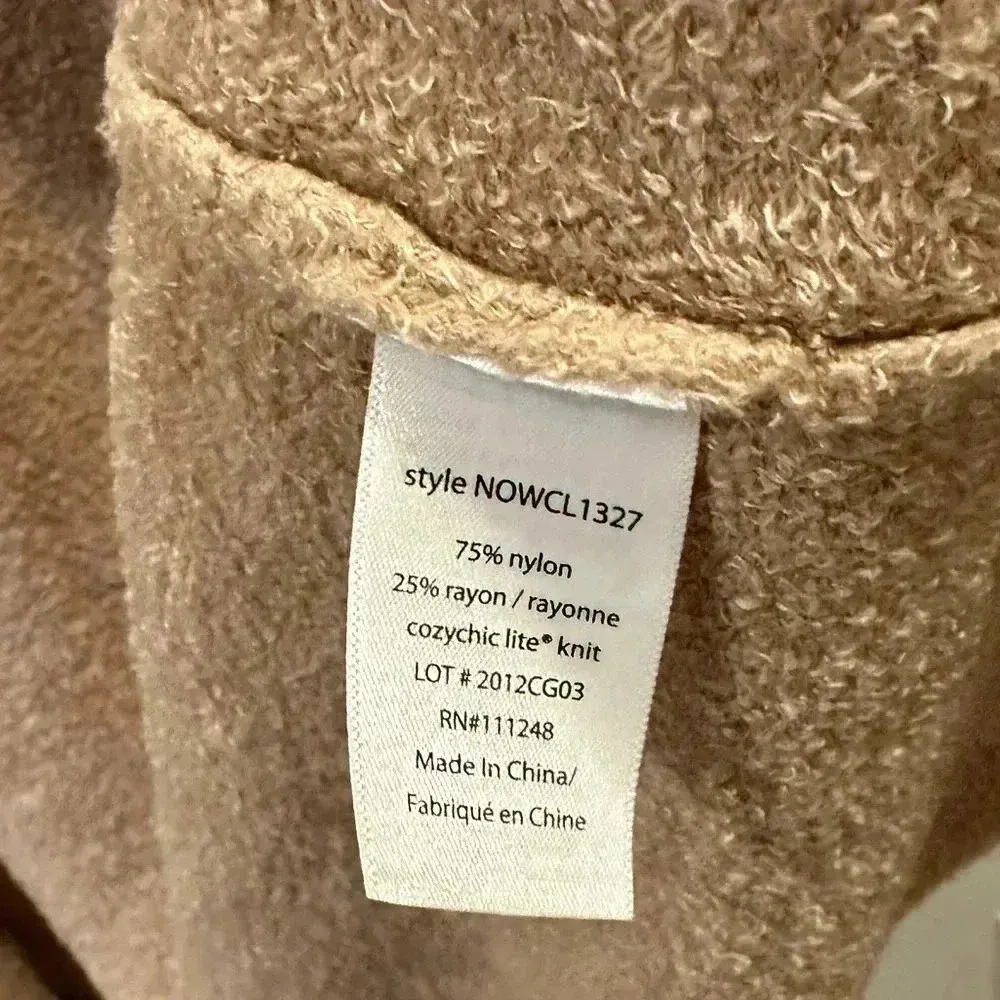 style NOWCL1327
75% nylon
25% rayon / rayonne
cozychic lite® knit
LOT # 2012CG03
RN#111248
Made In China/
Fabriqué en Chine